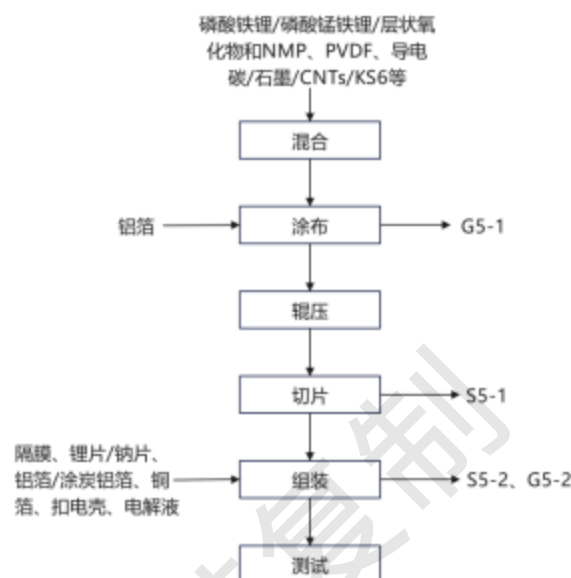 磷酸铁锂/磷酸锰铁锂/层状氧
化物和NMP、PVDF、导电
碳/石墨/CNTs/KS6等
混合
铝箔
涂布
G5-1
辊压
切片
S5-1
隔膜、锂片/钠片、
铝箔/涂炭铝箔、铜
箔、扣电壳、电解液
组装
S5-2、G5-2
测试
复制